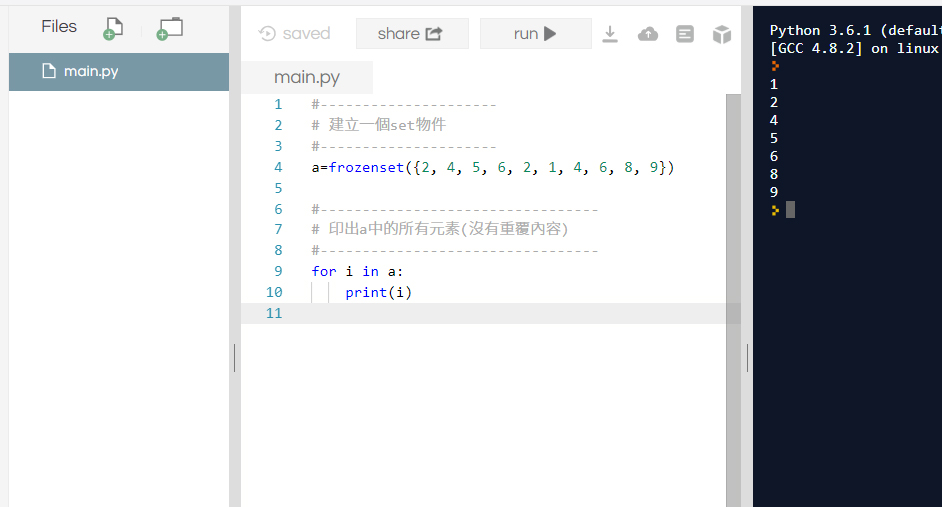 Files
main.py
saved
share
run
main.py
1 #---------------------
2 # 建立一個set物件
3 #---------------------
4 a=frozenset({2, 4, 5, 6, 2, 1, 4, 6, 8, 9})
5
6 #---------------------------------
7 # 印出a中的所有元素(沒有重覆內容)
8 #---------------------------------
9 for i in a:
10     print(i)
11
Python 3.6.1 (default
[GCC 4.8.2] on linux
1
2
4
5
6
8
9